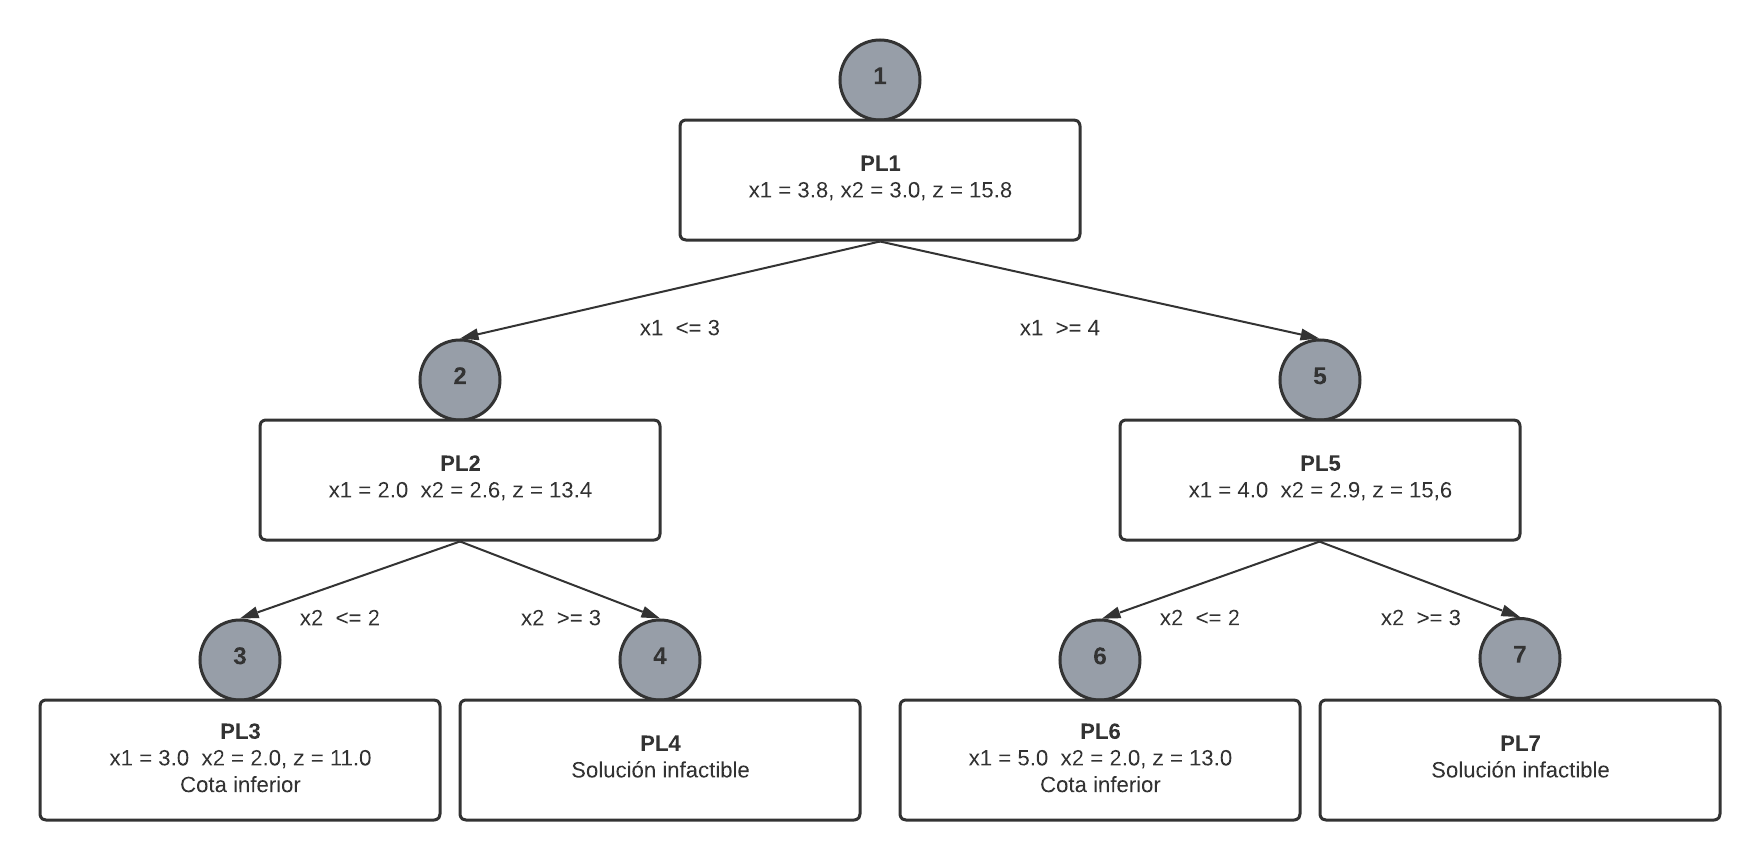 1
PL1
x1 = 3.8, x2 = 3.0, z = 15.8
x1 <= 3
x1 >= 4
2
PL2
x1 = 2.0 x2 = 2.6, z = 13.4
5
PL5
x1 = 4.0 x2 = 2.9, z = 15,6
x2 <= 2
x2 >= 3
x2 <= 2
x2 >= 3
3
PL3
x1 = 3.0 x2 = 2.0, z = 11.0
Cota inferior
4
PL4
Solución infactible
6
PL6
x1 = 5.0 x2 = 2.0, z = 13.0
Cota inferior
7
PL7
Solución infactible